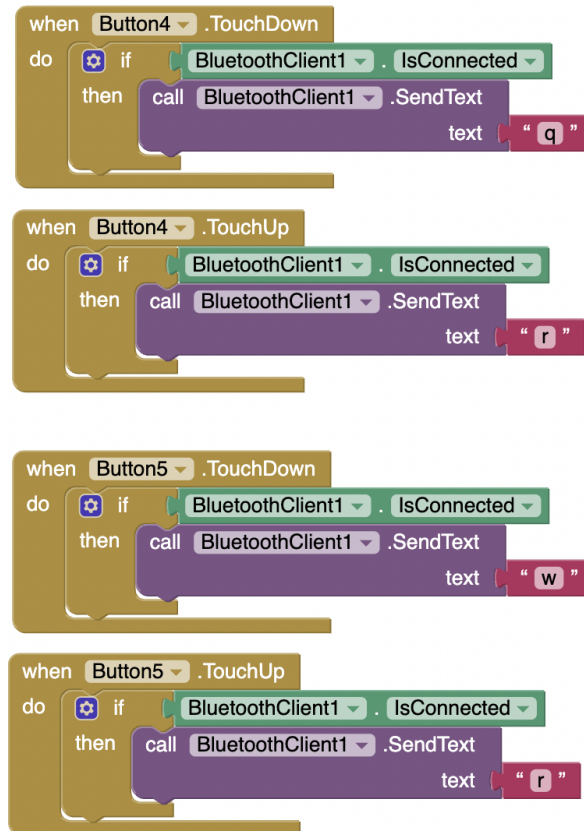 when Button4 .TouchDown
do if BluetoothClient1 . IsConnected
then call BluetoothClient1 .SendText
text “ q ”
when Button4 .TouchUp
do if BluetoothClient1 . IsConnected
then call BluetoothClient1 .SendText
text “ r ”
when Button5 .TouchDown
do if BluetoothClient1 . IsConnected
then call BluetoothClient1 .SendText
text “ w ”
when Button5 .TouchUp
do if BluetoothClient1 . IsConnected
then call BluetoothClient1 .SendText
text “ r ”